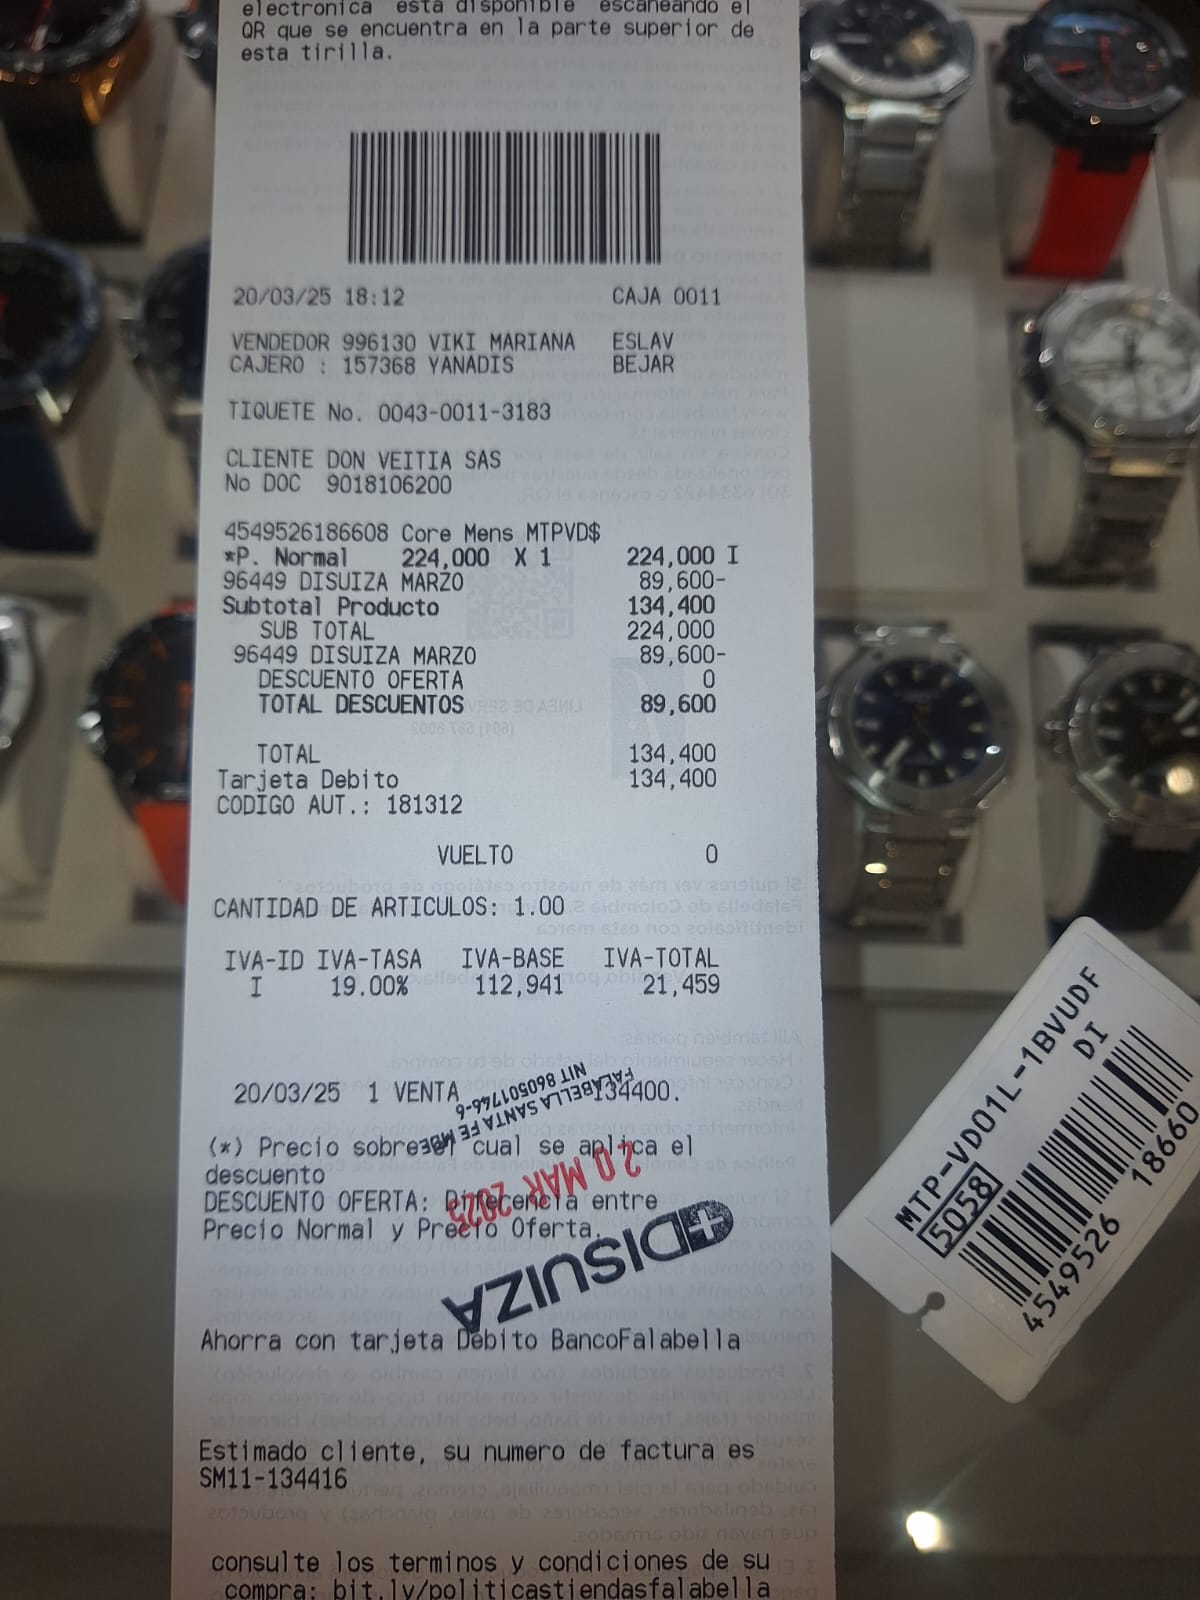 electronica esta disponible escaneando el
QR que se encuentra en la parte superior de
esta tirilla.
20/03/25 18:12 CAJA 0011
VENDEDOR 996130 VIKI MARIANA ESLAV
CAJERO : 157368 YANADIS BEJAR
TIQUETE No. 0043-0011-3183
CLIENTE DON VEITIA SAS
No DOC 9018106200
4549526186608 Core Mens MTPVD$
*P. Normal 224,000 X 1 224,000 I
96449 DISUIZA MARZO 89,600-
Subtotal Producto 134,400
SUB TOTAL 224,000
96449 DISUIZA MARZO 89,600-
DESCUENTO OFERTA 0
TOTAL DESCUENTOS 89,600
TOTAL 134,400
Tarjeta Debito 134,400
CODIGO AUT.: 181312
VUELTO 0
CANTIDAD DE ARTICULOS: 1.00
IVA-ID IVA-TASA IVA-BASE IVA-TOTAL
I 19.00% 112,941 21,459
20/03/25 1 VENTA 134400.
(*) Precio sobre el cual se aplica el
descuento
DESCUENTO OFERTA: Diferencia entre
Precio Normal y Precio Oferta.
Ahorra con tarjeta Debito BancoFalabella
Estimado cliente, su numero de factura es
SM11-134416
consulte los terminos y condiciones de su
compra: bit.ly/politicastiendasfalabella
FALABELLA SANTA FE MDE
NIT 860501746-6
20 MAR 2025
DISUIZA
MTP-VD01L-1BVUDF
5058 DI
4549526 18660